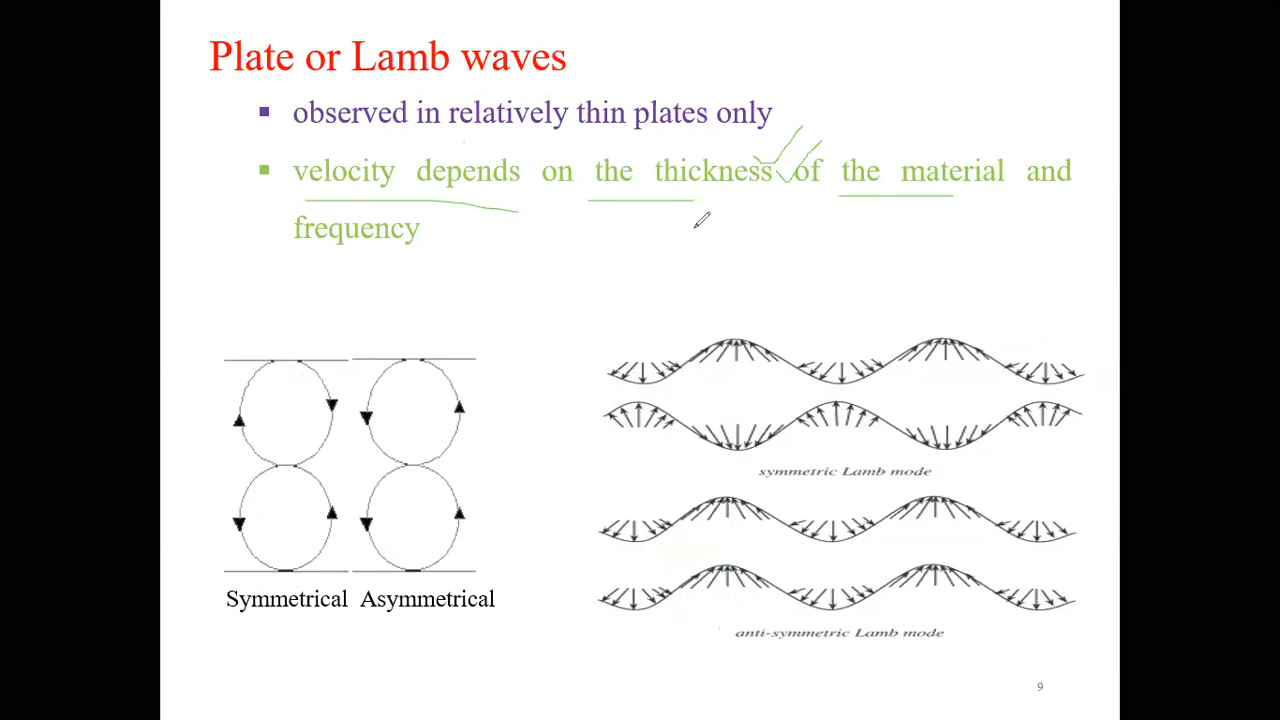 Plate or Lamb waves
▪ observed in relatively thin plates only
▪ velocity depends on the thickness of the material and
frequency
symmetric Lamb mode
Symmetrical Asymmetrical
anti-symmetric Lamb mode
9